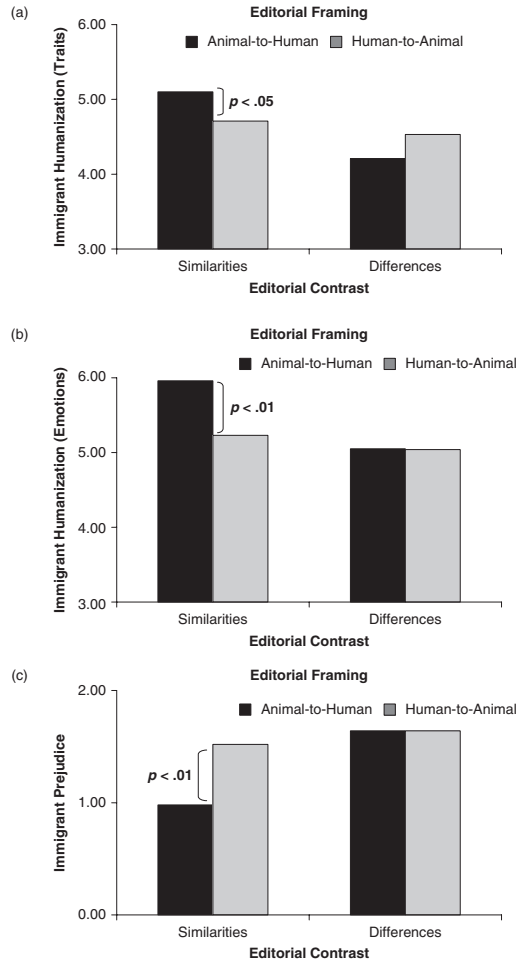 (a)
Editorial Framing
6.00
Animal-to-Human Human-to-Animal
p < .05
5.00
4.00
3.00
Immigrant Humanization (Traits)
Similarities Differences
Editorial Contrast
(b)
Editorial Framing
Animal-to-Human Human-to-Animal
6.00
p < .01
5.00
4.00
3.00
Immigrant Humanization (Emotions)
Similarities Differences
Editorial Contrast
(c)
Editorial Framing
2.00
Animal-to-Human Human-to-Animal
p < .01
1.00
0.00
Immigrant Prejudice
Similarities Differences
Editorial Contrast